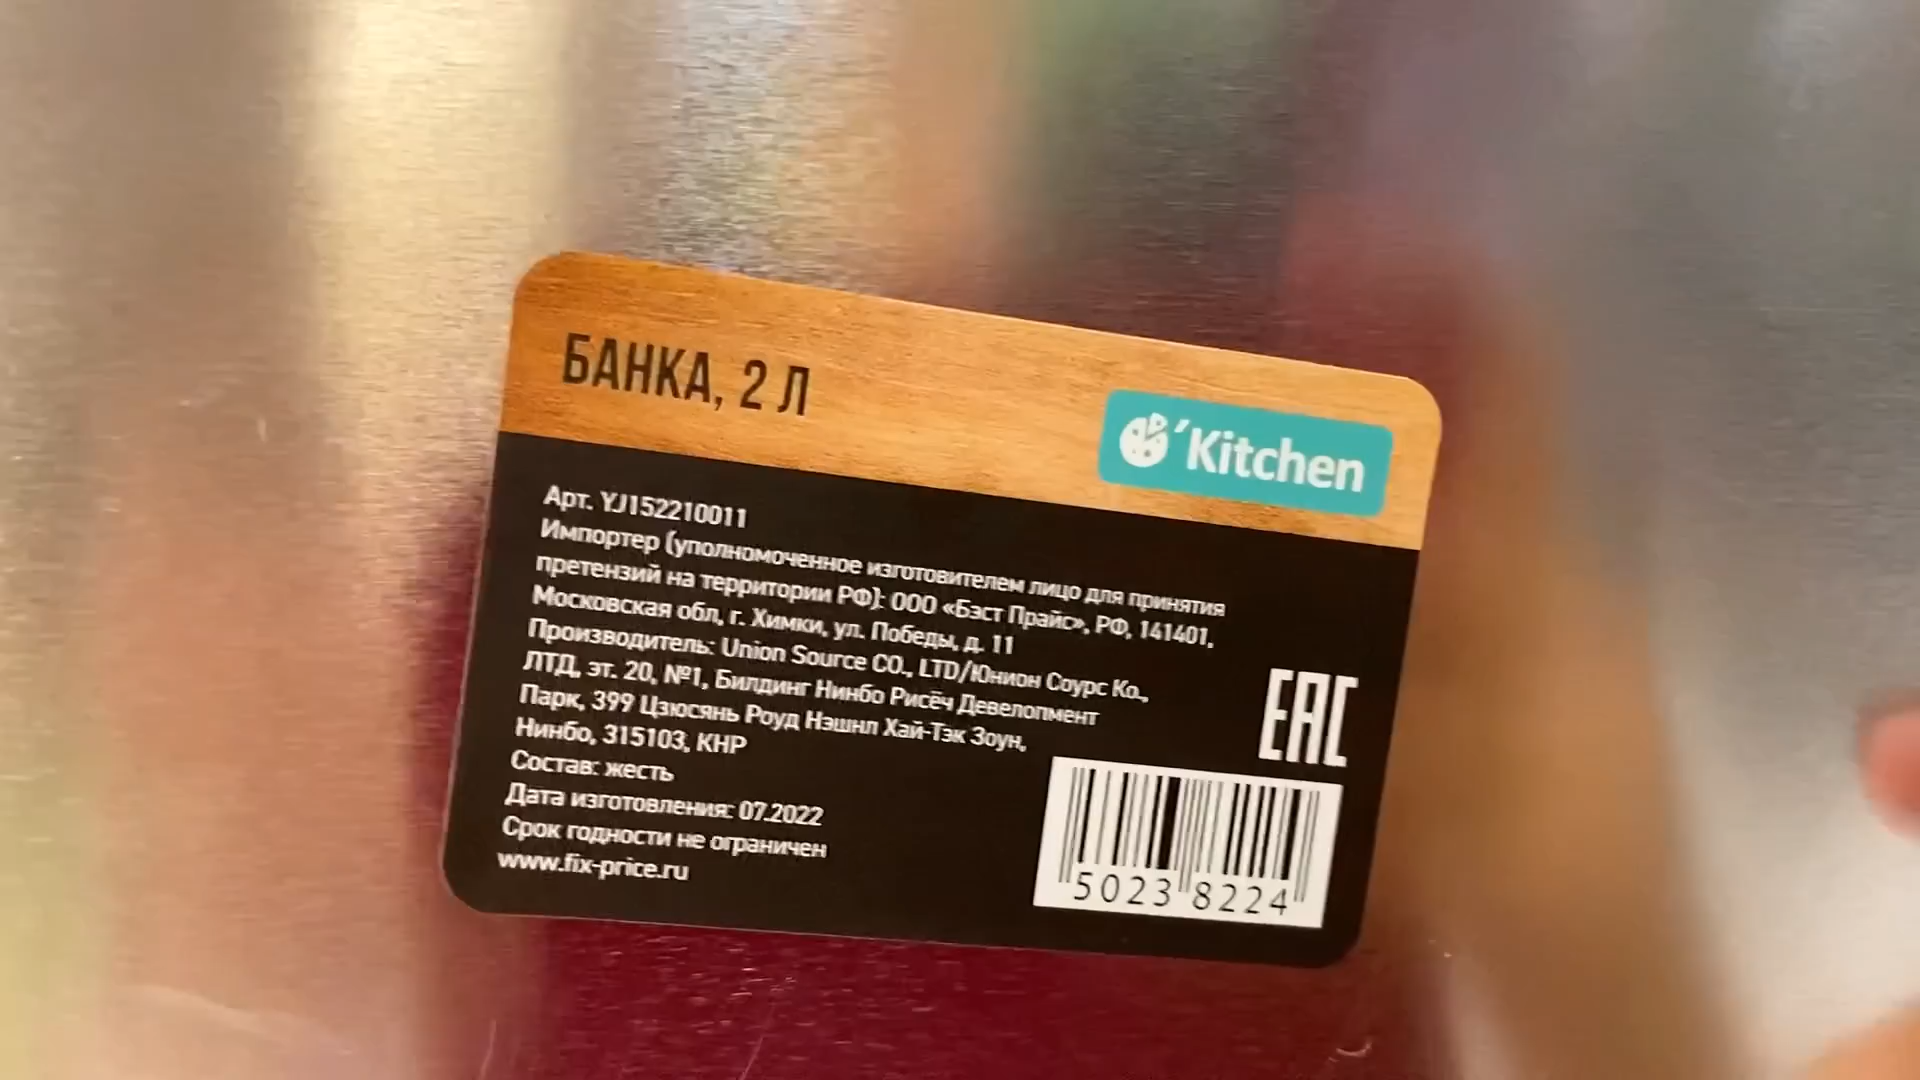 БАНКА, 2 Л
'Kitchen
Арт. YJ152210011
Импортер (уполномоченное изготовителем лицо для принятия
претензий на территории РФ): ООО «Бэст Прайс», РФ, 141401,
Московская обл, г. Химки, ул. Победы, д. 11
Производитель: Union Source CO., LTD/Юнион Соурс Ко.,
ЛТД, эт. 20, №1, Билдинг Нинбо Рисёч Девелопмент
Парк, 399 Цзюсянь Роуд Нэшнл Хай-Тэк Зоун,
Нинбо, 315103, КНР
Состав: жесть
Дата изготовления: 07.2022
Срок годности не ограничен
www.fix-price.ru
EAC
5023 8224